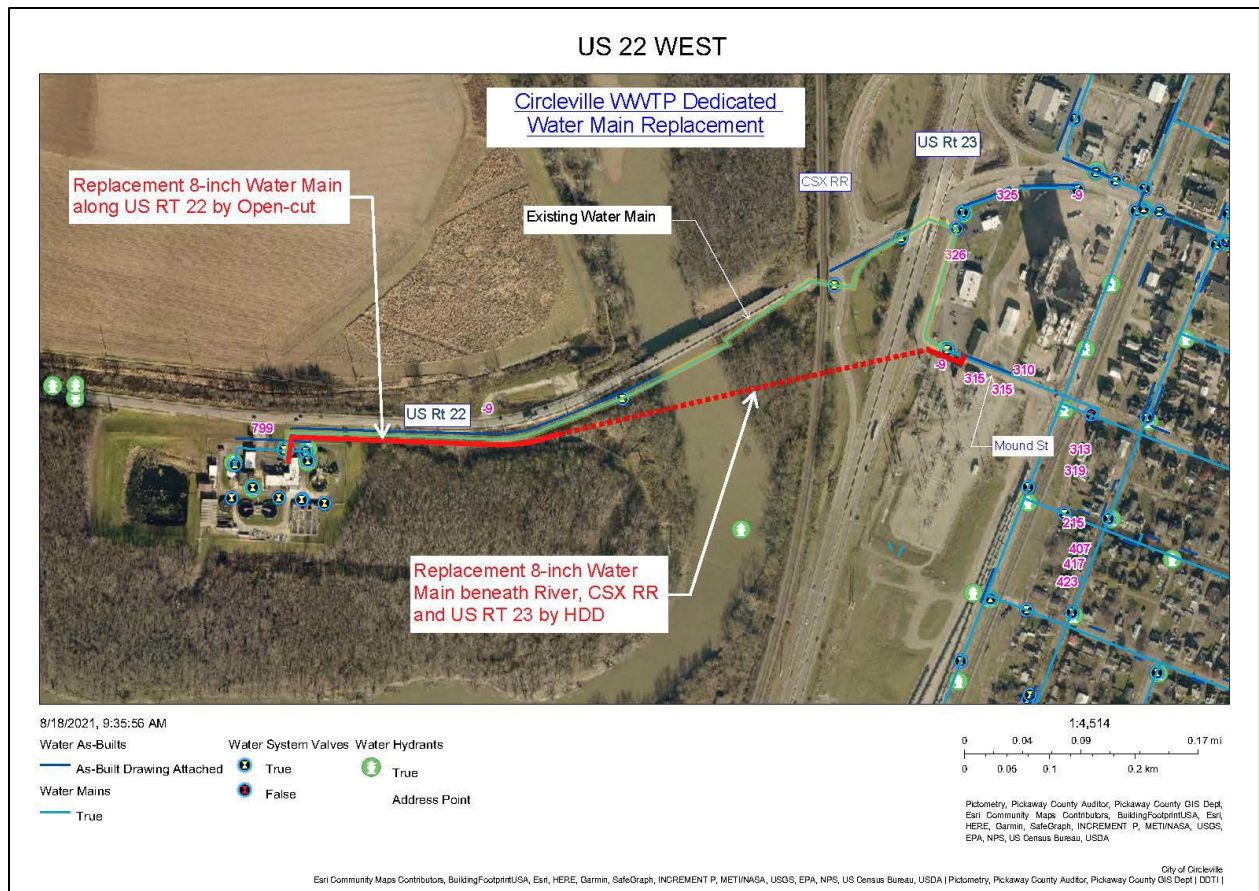 US 22 WEST
Circleville WWTP Dedicated
Water Main Replacement
US Rt 23
CSX RR
Replacement 8-inch Water Main
along US RT 22 by Open-cut
Existing Water Main
325
-9
326
-9
310
315
315
Mound St
US Rt 22
-9
799
313
319
215
407
417
423
Replacement 8-inch Water
Main beneath River, CSX RR
and US RT 23 by HDD
8/18/2021, 9:35:56 AM
Water As-Builts
As-Built Drawing Attached
Water Mains
True
Water System Valves
True
False
Water Hydrants
True
Address Point
1:4,514
0 0.04 0.09 0.17 mi
0 0.05 0.1 0.2 km
Pictometry, Pickaway County Auditor, Pickaway County GIS Dept,
Esri Community Maps Contributors, BuildingFootprintUSA, Esri,
HERE, Garmin, SafeGraph, INCREMENT P, METI/NASA, USGS,
EPA, NPS, US Census Bureau, USDA
City of Circleville
Esri Community Maps Contributors, BuildingFootprintUSA, Esri, HERE, Garmin, SafeGraph, INCREMENT P, METI/NASA, USGS, EPA, NPS, US Census Bureau, USDA | Pictometry, Pickaway County Auditor, Pickaway County GIS Dept | DDTI |